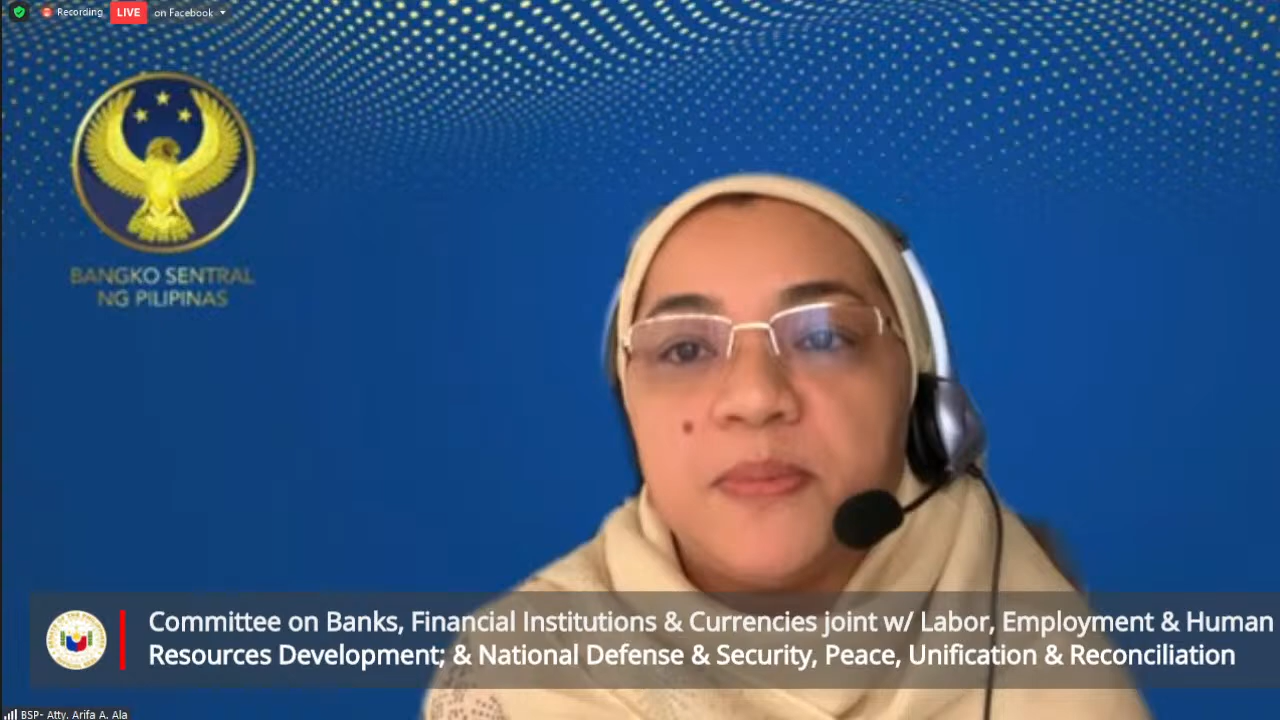 Recording LIVE on Facebook
BANGKO SENTRAL
NG PILIPINAS
Committee on Banks, Financial Institutions & Currencies joint w/ Labor, Employment & Human
Resources Development; & National Defense & Security, Peace, Unification & Reconciliation
BSP- Atty. Arifa A. Ala